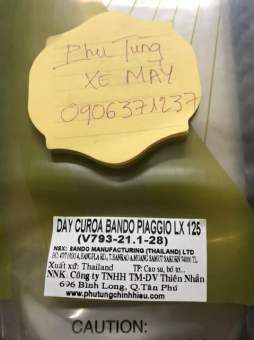 Phụ Tùng
XE MÁY
0906371237
DÂY CUROA BANDO PIAGGIO LX 125
(V793-21.1-28)
NSX: BANDO MANUFACTURING (THAILAND) LTD
Xuất xứ: Thailand TP: Cao su, bố tơ...
NNK: Công ty TNHH TM-DV Thiên Nhẫn
696 Bình Long, Q.Tân Phú
www.phutungchinhhieu.com
CAUTION: